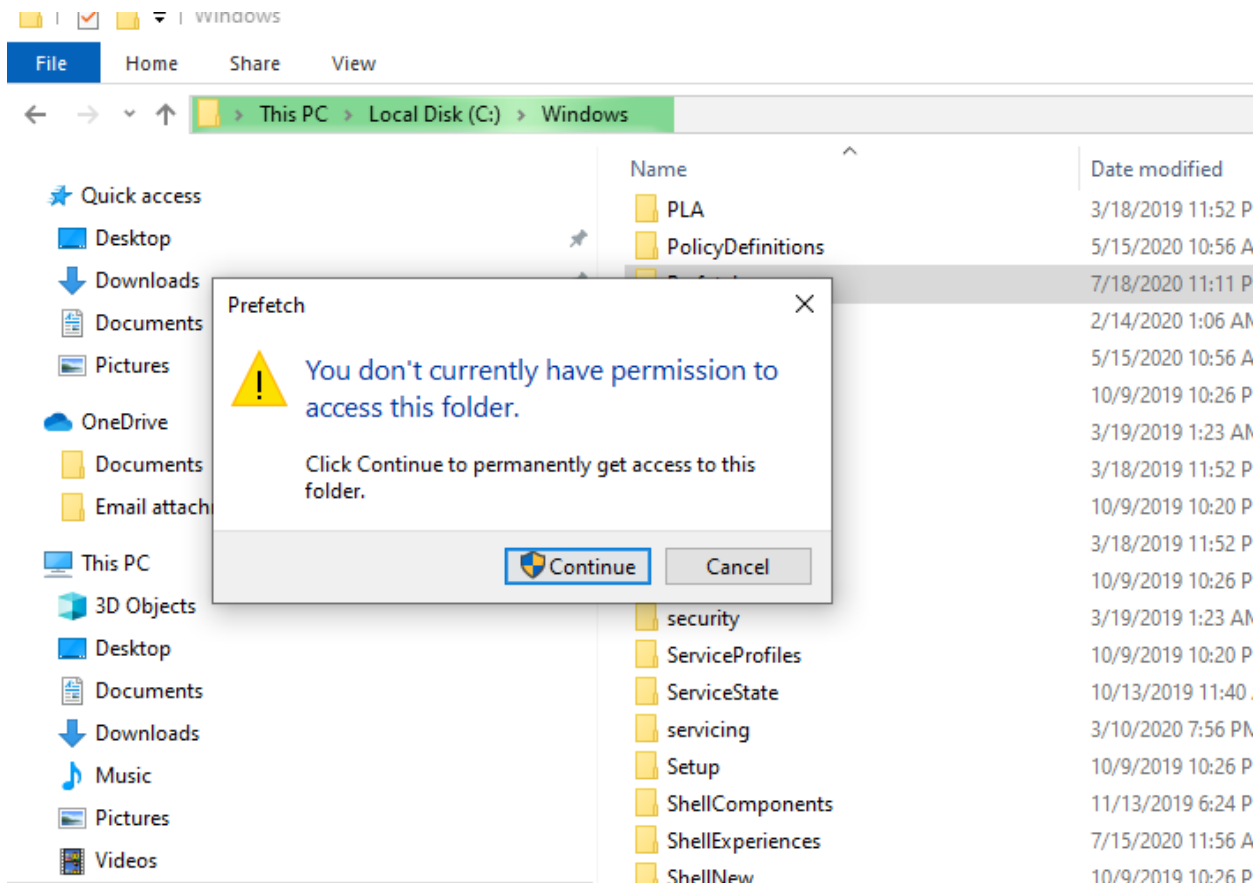 Windows
File Home Share View
This PC > Local Disk (C:) > Windows
Name Date modified
Quick access
Desktop
Downloads
Documents
Pictures
OneDrive
Documents
Email
This PC
3D Objects
Desktop
Documents
Downloads
Music
Pictures
Videos
Prefetch
You don't currently have permission to
access this folder.
Click Continue to permanently get access to this
folder.
Continue Cancel
PLA 3/18/2019 11:52 P
PolicyDefinitions 5/15/2020 10:56 A
7/18/2020 11:11 P
2/14/2020 1:06 AN
5/15/2020 10:56 A
10/9/2019 10:26 P
3/19/2019 1:23 AN
3/18/2019 11:52 P
10/9/2019 10:20 P
3/18/2019 11:52 P
10/9/2019 10:26 P
security 3/19/2019 1:23 AN
ServiceProfiles 10/9/2019 10:20 P
ServiceState 10/13/2019 11:40
servicing 3/10/2020 7:56 PN
Setup 10/9/2019 10:26 P
ShellComponents 11/13/2019 6:24 P
ShellExperiences 7/15/2020 11:56 A
ShellNew 10/9/2019 10:26 P